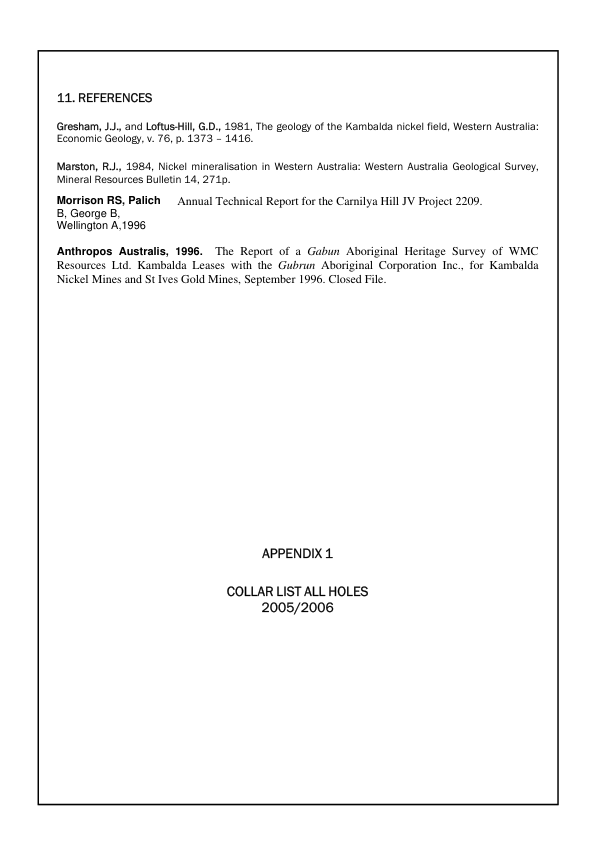 11. REFERENCES
Gresham, J.J., and Loftus-Hill, G.D., 1981, The geology of the Kambalda nickel field, Western Australia:
Economic Geology, v. 76, p. 1373 – 1416.
Marston, R.J., 1984, Nickel mineralisation in Western Australia: Western Australia Geological Survey,
Mineral Resources Bulletin 14, 271p.
Morrison RS, Palich Annual Technical Report for the Carnilya Hill JV Project 2209.
B, George B,
Wellington A,1996
Anthropos Australis, 1996. The Report of a Gabun Aboriginal Heritage Survey of WMC
Resources Ltd. Kambalda Leases with the Gubrun Aboriginal Corporation Inc., for Kambalda
Nickel Mines and St Ives Gold Mines, September 1996. Closed File.
APPENDIX 1
COLLAR LIST ALL HOLES
2005/2006